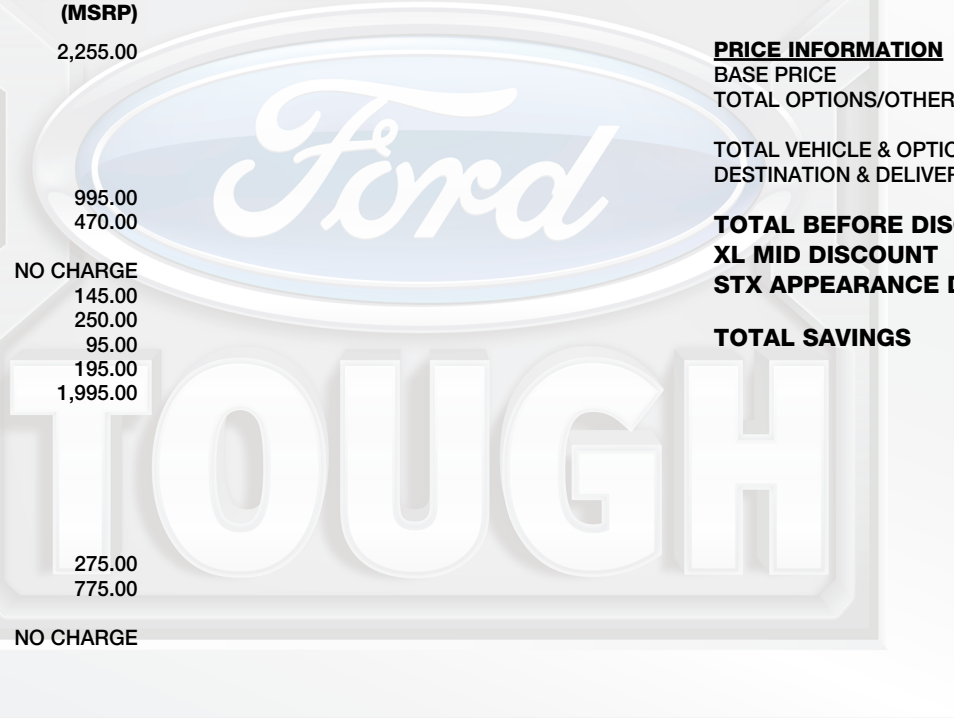 (MSRP)
2,255.00
995.00
470.00
NO CHARGE
145.00
250.00
95.00
195.00
1,995.00
275.00
775.00
NO CHARGE
PRICE INFORMATION
BASE PRICE
TOTAL OPTIONS/OTHER
TOTAL VEHICLE & OPTIO
DESTINATION & DELIVER
TOTAL BEFORE DIS
XL MID DISCOUNT
STX APPEARANCE D
TOTAL SAVINGS
Ford
TOUGH